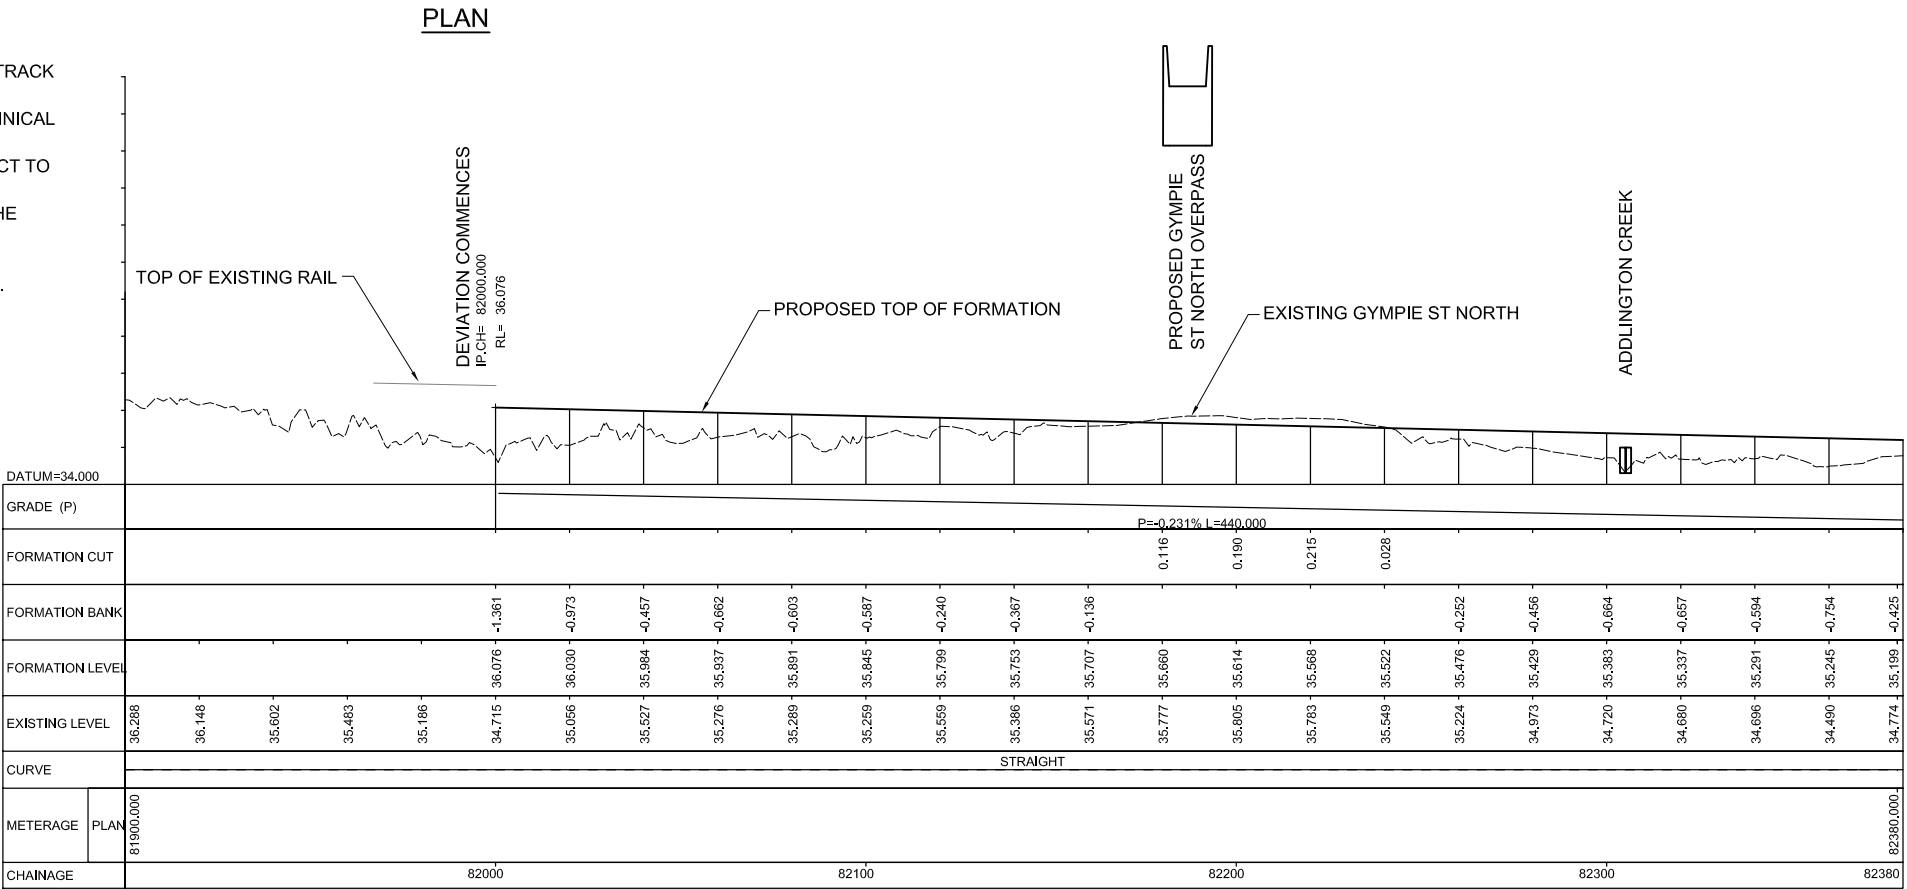 PLAN
TRACK
CT TO
HE
DEVIATION COMMENCES
IP.CH= 82000.000
RL= 36.076
TOP OF EXISTING RAIL
PROPOSED TOP OF FORMATION
PROPOSED GYMPIE
ST NORTH OVERPASS
EXISTING GYMPIE ST NORTH
ADDLINGTON CREEK
DATUM=34.000
GRADE (P)
P=-0.231% L=440.000
FORMATION CUT 0.116 0.190 0.215 0.028
FORMATION BANK -1.361 -0.973 -0.457 -0.662 -0.603 -0.587 -0.240 -0.367 -0.136 -0.252 -0.456 -0.664 -0.657 -0.594 -0.754 -0.425
FORMATION LEVEL 36.076 36.030 35.984 35.937 35.891 35.845 35.799 35.753 35.707 35.660 35.614 35.568 35.522 35.476 35.429 35.383 35.337 35.291 35.245 35.199
EXISTING LEVEL 36.288 36.148 35.602 35.483 35.186 34.715 35.056 35.527 35.276 35.289 35.259 35.559 35.386 35.571 35.777 35.805 35.783 35.549 35.224 34.973 34.720 34.680 34.696 34.490 34.774
CURVE STRAIGHT
METERAGE PLAN 81900.000 82380.000
CHAINAGE 82000 82100 82200 82300 82380